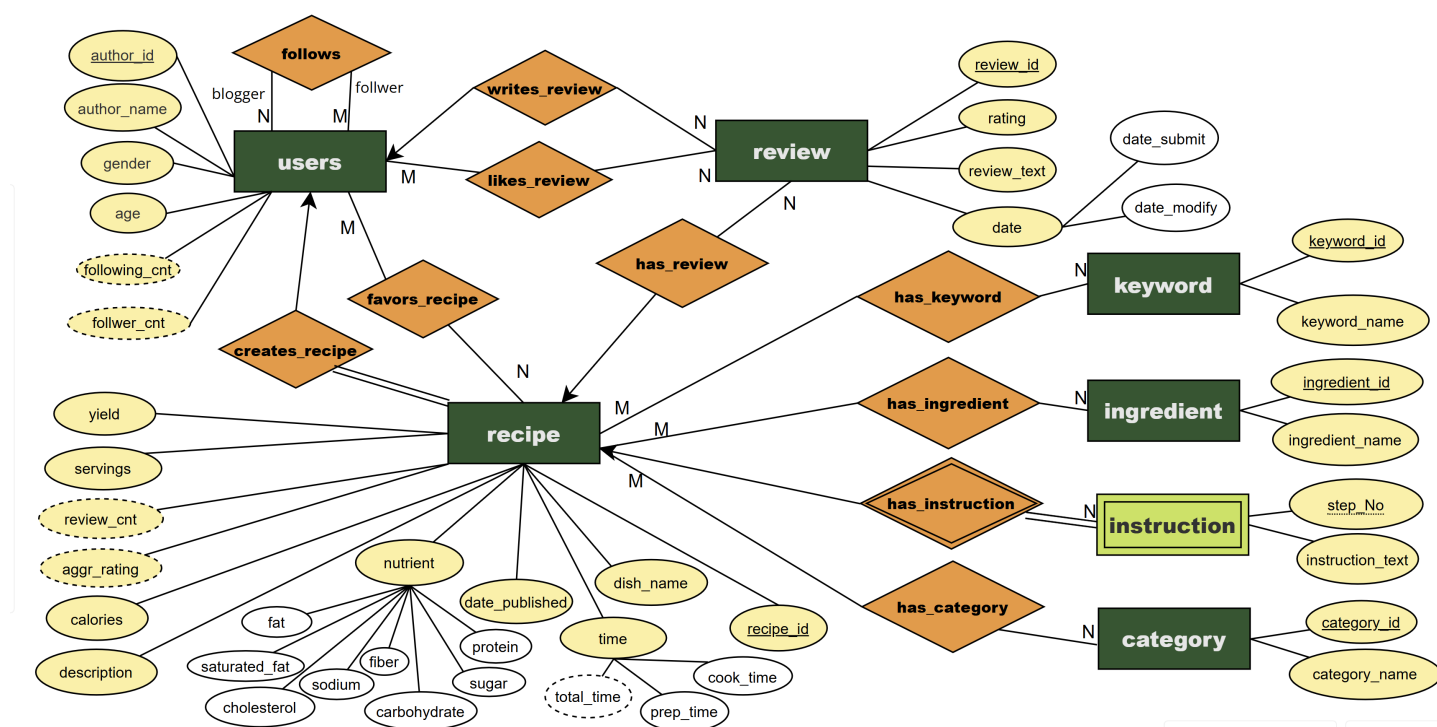 follows
author_id
review_id
writes_review
blogger
follwer
author_name
N
M
N
rating
date_submit
users
review
gender
M
likes_review
N
review_text
date_modify
age
M
N
date
keyword_id
following_cnt
has_review
N
keyword
favors_recipe
has_keyword
follwer_cnt
keyword_name
creates_recipe
N
ingredient_id
yield
M
N
has_ingredient
ingredient
recipe
M
ingredient_name
servings
M
has_instruction
N
step_No
review_cnt
instruction
aggr_rating
nutrient
instruction_text
dish_name
date_published
calories
fat
has_category
category_id
time
recipe_id
N
category
protein
description
saturated_fat
fiber
sodium
sugar
cook_time
category_name
total_time
cholesterol
carbohydrate
prep_time